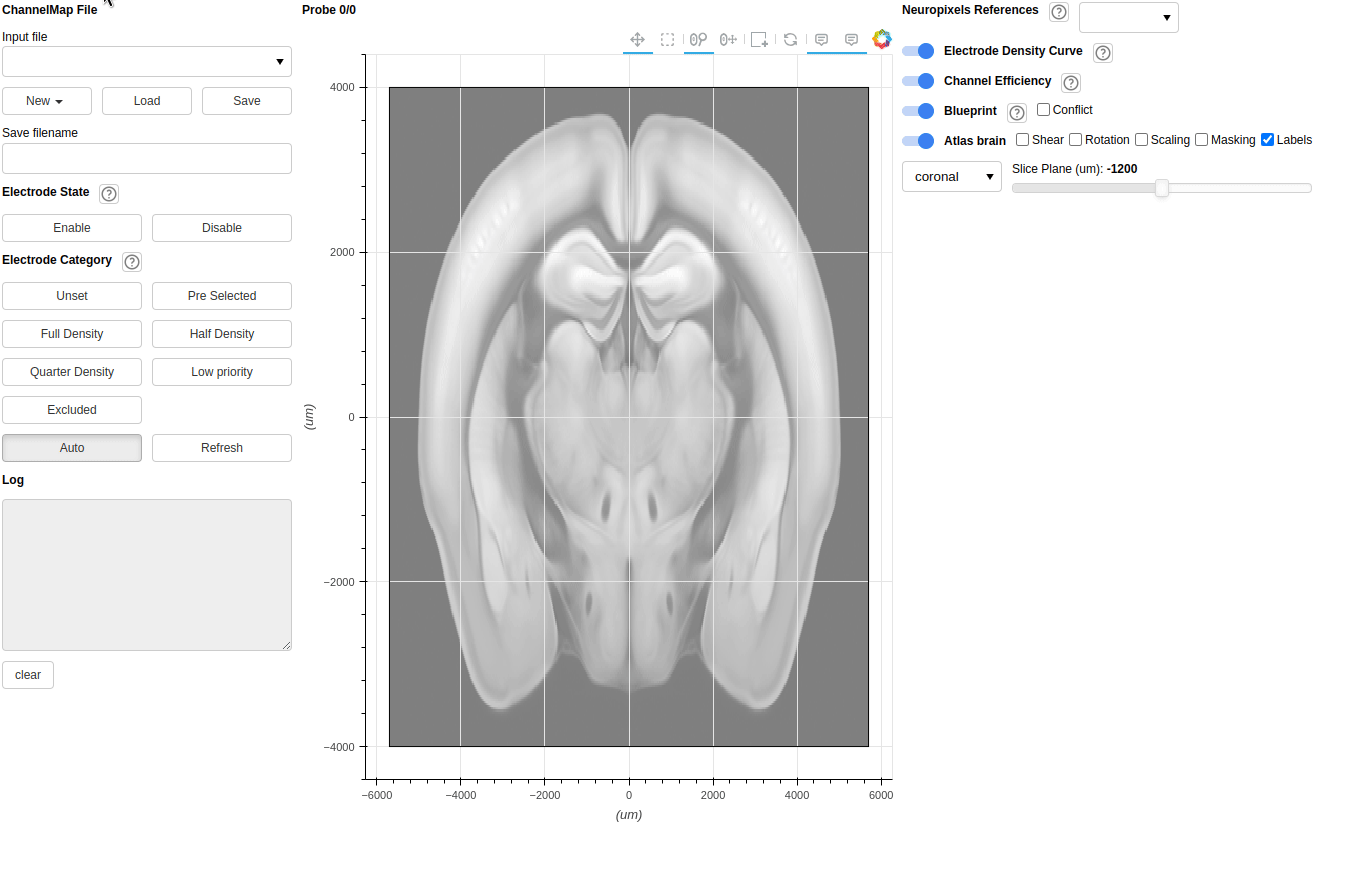 ChannelMap File
Input file
New
Load
Save
Save filename
Electrode State
?
Enable
Disable
Electrode Category
?
Unset
Pre Selected
Full Density
Half Density
Quarter Density
Low priority
Excluded
Auto
Refresh
Log
clear
Probe 0/0
4000
2000
0
−2000
−4000
(um)
−6000
−4000
−2000
0
2000
4000
6000
(um)
Neuropixels References
?
Electrode Density Curve
?
Channel Efficiency
?
Blueprint
?
Conflict
Atlas brain
Shear
Rotation
Scaling
Masking
Labels
coronal
Slice Plane (um): -1200